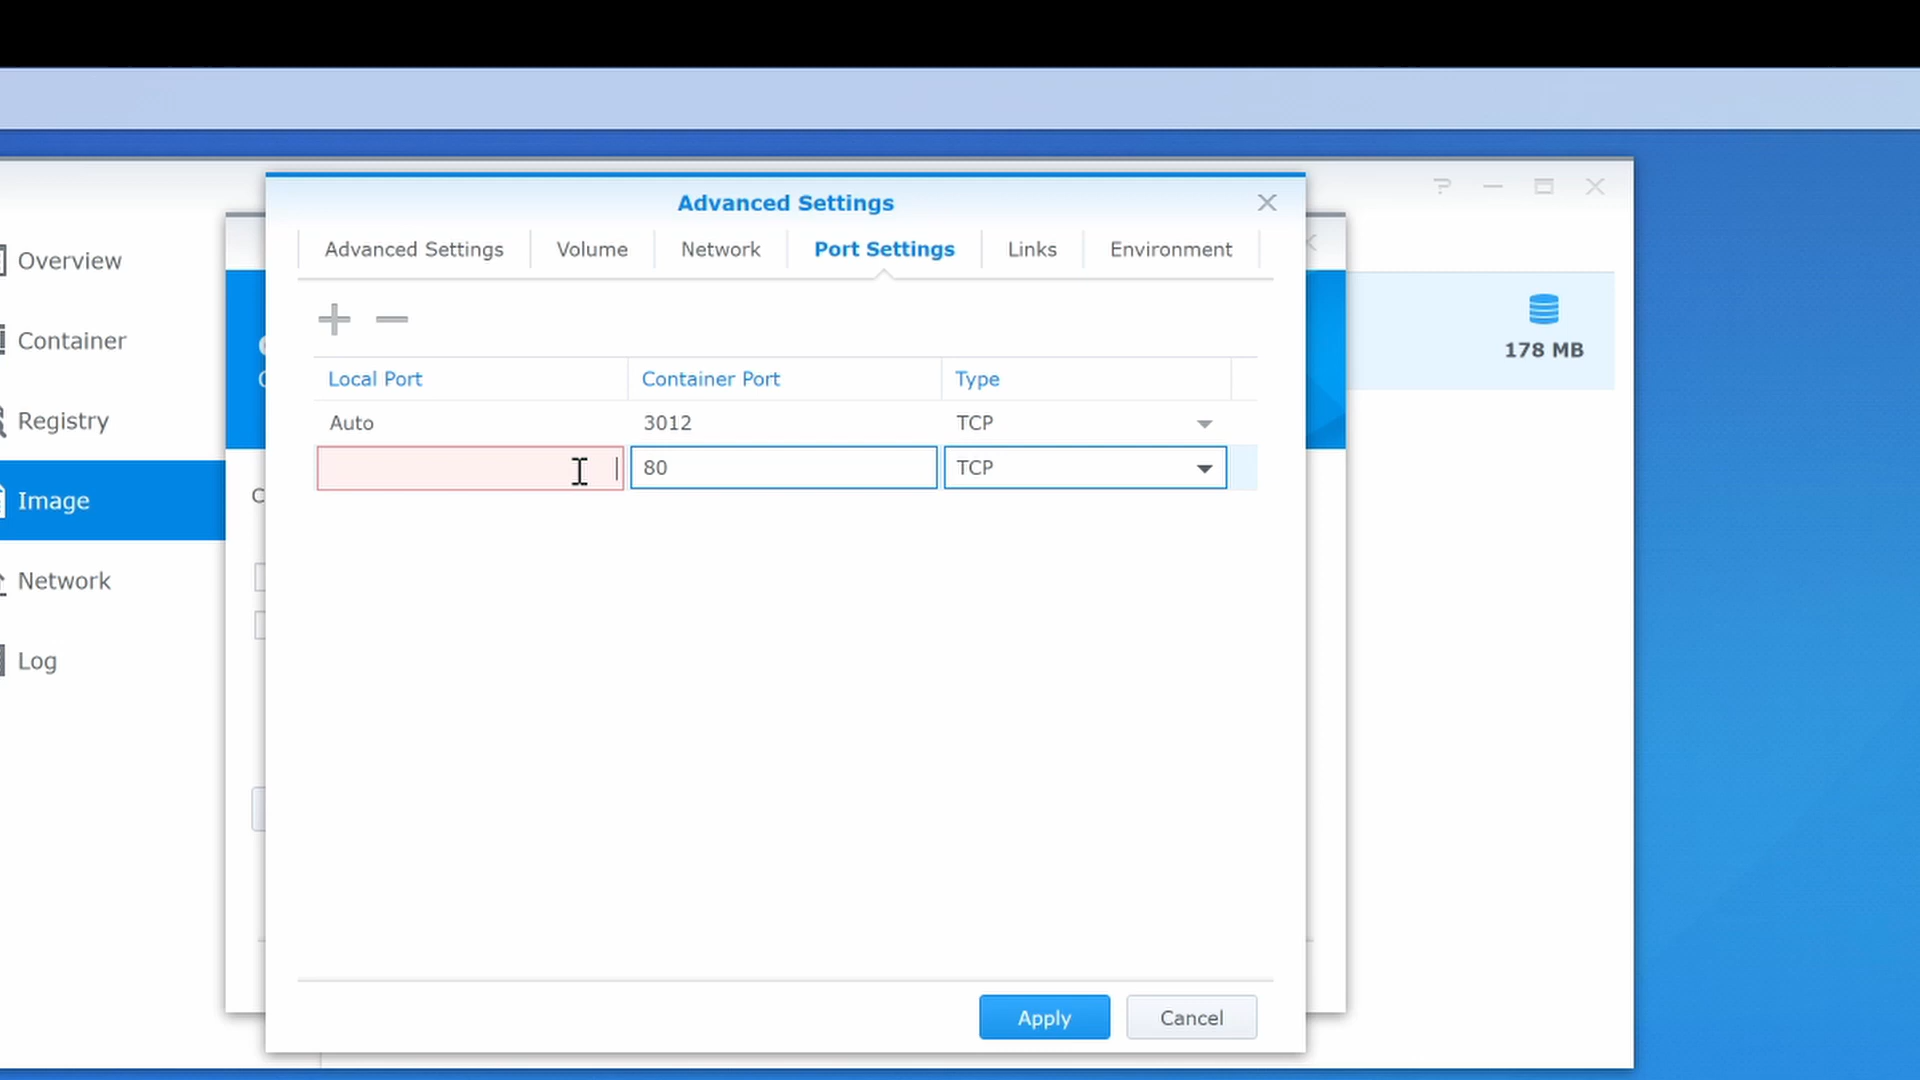 Advanced Settings
Advanced Settings
Volume
Network
Port Settings
Links
Environment
Local Port
Container Port
Type
Auto
3012
TCP
80
TCP
Apply
Cancel
Overview
Container
Registry
Image
Network
Log
178 MB